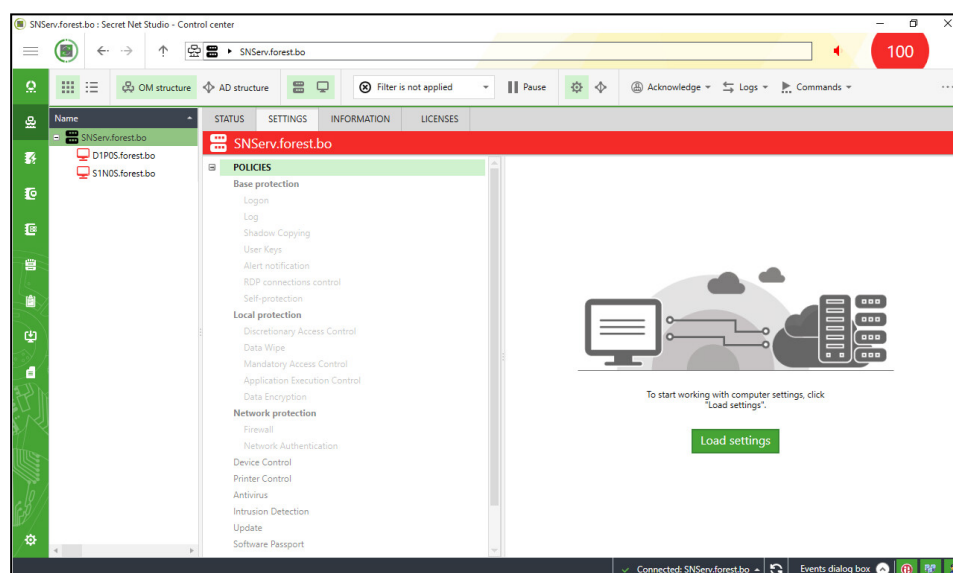 SNServ.forest.bo : Secret Net Studio - Control center
SNServ.forest.bo
100
OM structure
AD structure
Filter is not applied
Pause
Acknowledge
Logs
Commands
Name
SNServ.forest.bo
D1P0S.forest.bo
S1N0S.forest.bo
STATUS SETTINGS INFORMATION LICENSES
SNServ.forest.bo
POLICIES
Base protection
Logon
Log
Shadow Copying
User Keys
Alert notification
RDP connections control
Self-protection
Local protection
Discretionary Access Control
Data Wipe
Mandatory Access Control
Application Execution Control
Data Encryption
Network protection
Firewall
Network Authentication
Device Control
Printer Control
Antivirus
Intrusion Detection
Update
Software Passport
To start working with computer settings, click
"Load settings".
Load settings
Connected: SNServ.forest.bo
Events dialog box